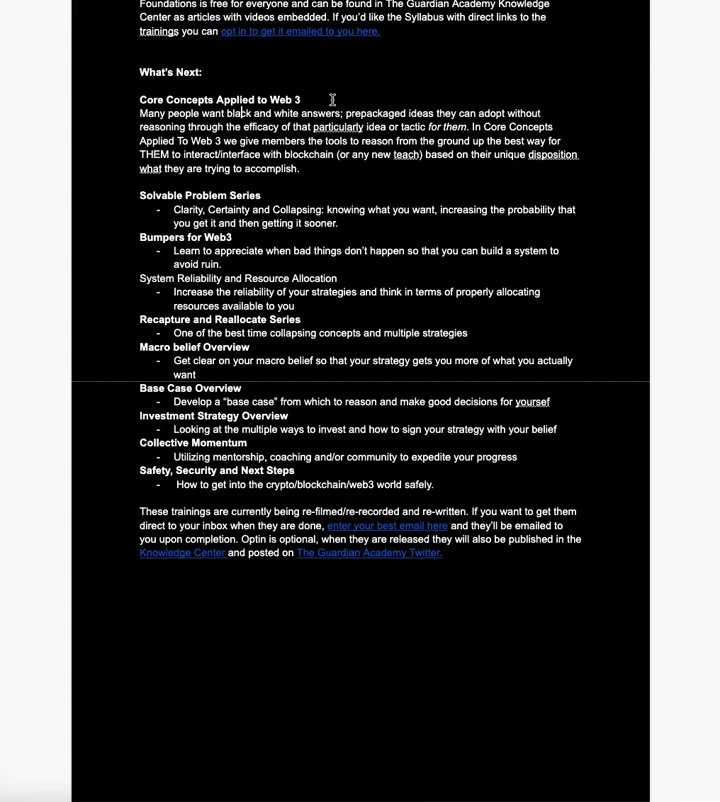 Foundations is free for everyone and can be found in The Guardian Academy Knowledge
Center as articles with videos embedded. If you'd like the Syllabus with direct links to the
trainings you can opt in to get it emailed to you here.
What's Next:
Core Concepts Applied to Web 3
Many people want black and white answers; prepackaged ideas they can adopt without
reasoning through the efficacy of that particularly idea or tactic for them. In Core Concepts
Applied To Web 3 we give members the tools to reason from the ground up the best way for
THEM to interact/interface with blockchain (or any new teach) based on their unique disposition
what they are trying to accomplish.
Solvable Problem Series
- Clarity, Certainty and Collapsing: knowing what you want, increasing the probability that
you get it and then getting it sooner.
Bumpers for Web3
- Learn to appreciate when bad things don't happen so that you can build a system to
avoid ruin.
System Reliability and Resource Allocation
- Increase the reliability of your strategies and think in terms of properly allocating
resources available to you
Recapture and Reallocate Series
- One of the best time collapsing concepts and multiple strategies
Macro belief Overview
- Get clear on your macro belief so that your strategy gets you more of what you actually
want
Base Case Overview
- Develop a "base case" from which to reason and make good decisions for yoursef
Investment Strategy Overview
- Looking at the multiple ways to invest and how to sign your strategy with your belief
Collective Momentum
- Utilizing mentorship, coaching and/or community to expedite your progress
Safety, Security and Next Steps
- How to get into the crypto/blockchain/web3 world safely.
These trainings are currently being re-filmed/re-recorded and re-written. If you want to get them
direct to your inbox when they are done, enter your best email here and they'll be emailed to
you upon completion. Optin is optional, when they are released they will also be published in the
Knowledge Center and posted on The Guardian Academy Twitter.